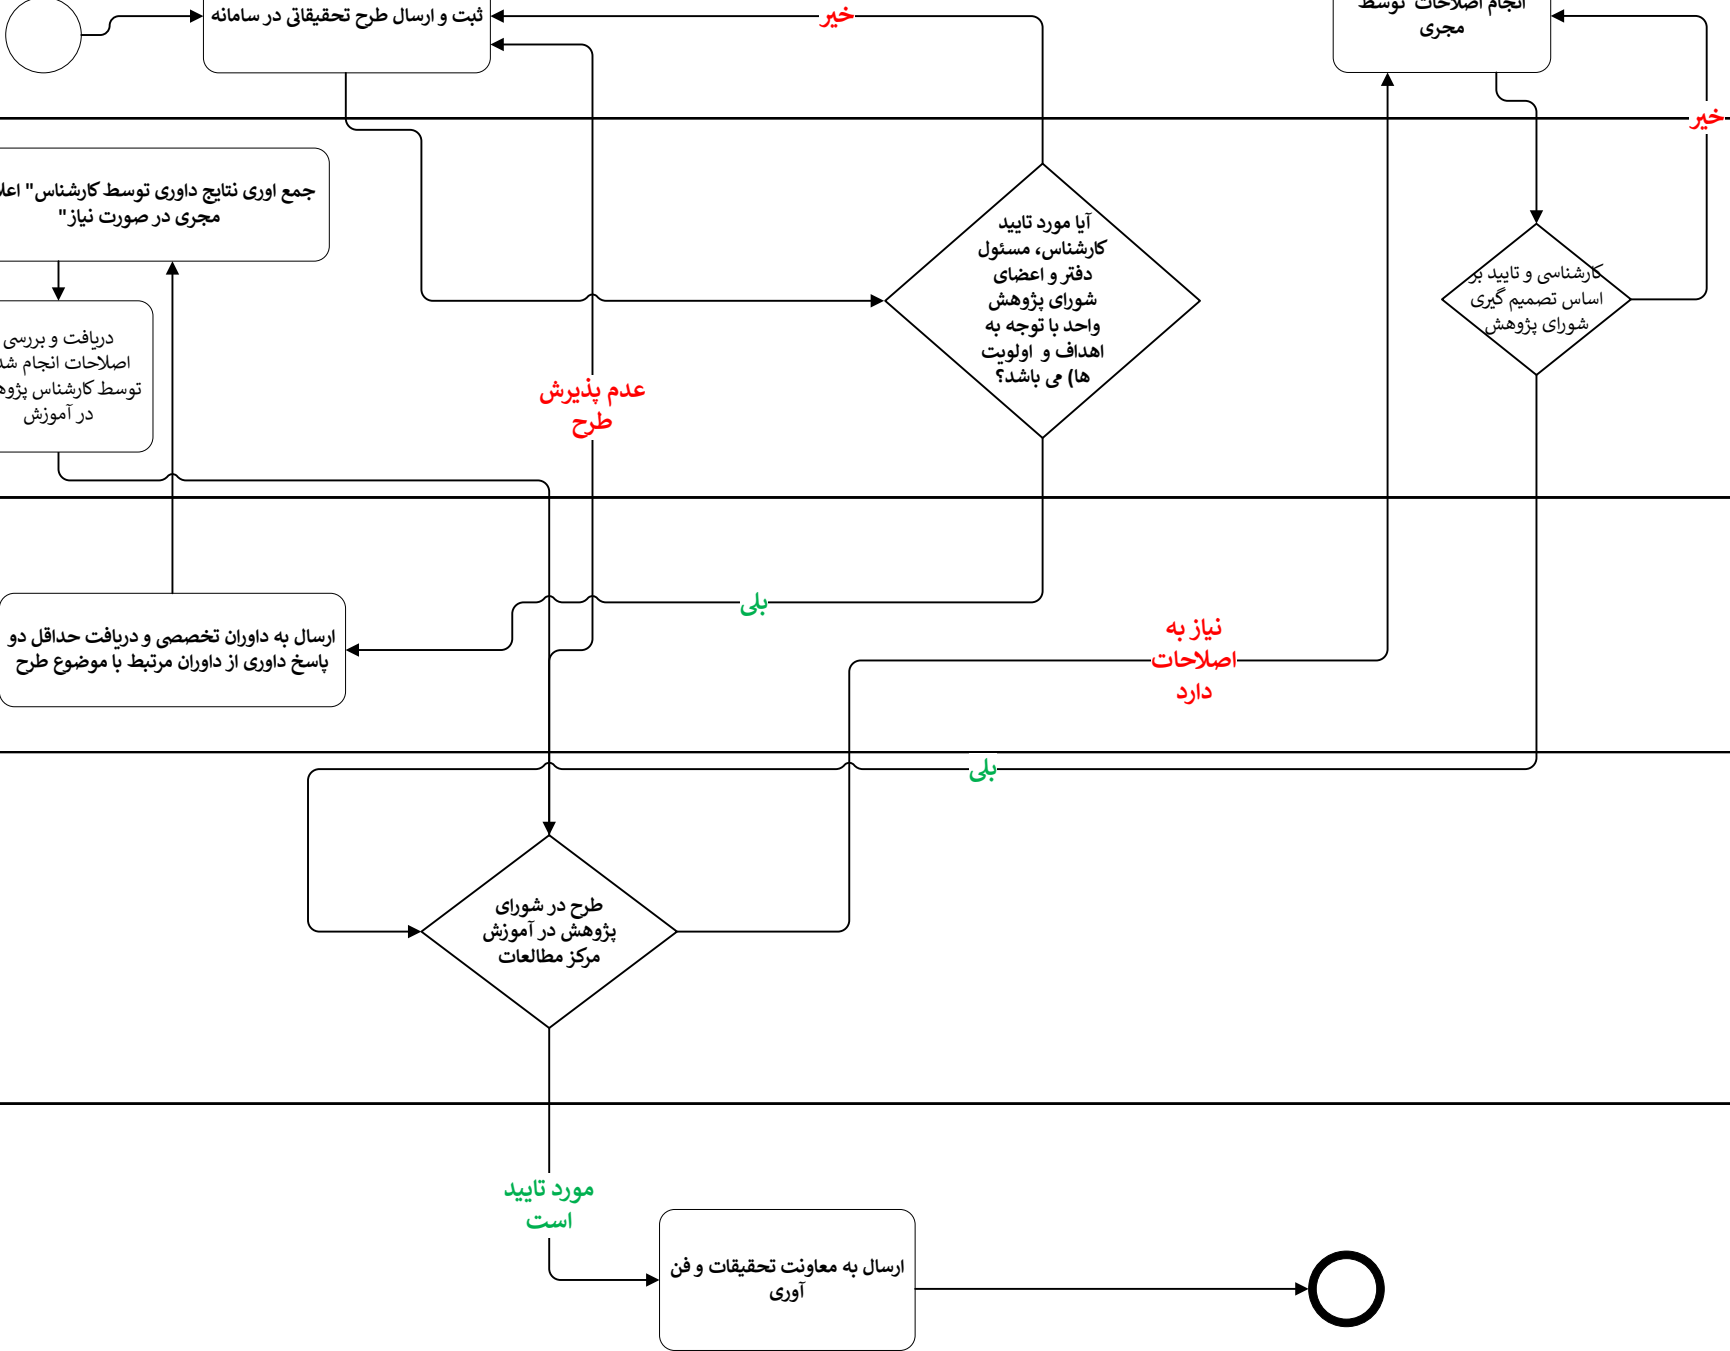 ثبت و ارسال طرح تحقیقاتی در سامانه
خیر
انجام اصلاحات توسط
مجری
خیر
جمع اوری نتایج داوری توسط کارشناس"
مجری در صورت نیاز"
آیا مورد تایید
کارشناس، مسئول
دفتر و اعضای
شورای پژوهش
واحد با توجه به
اهداف و اولویت
ها) می باشد؟
کارشناسی و تایید بر
اساس تصمیم گیری
شورای پژوهش
دریافت و بررسی
اصلاحات انجام
توسط کارشناس
در آموزش
عدم پذیرش
طرح
بلی
ارسال به داوران تخصصی و دریافت حداقل دو
پاسخ داوری از داوران مرتبط با موضوع طرح
نیاز به
اصلاحات
دارد
بلی
طرح در شورای
پژوهش در آموزش
مرکز مطالعات
مورد تایید
است
ارسال به معاونت تحقیقات و فن
آوری